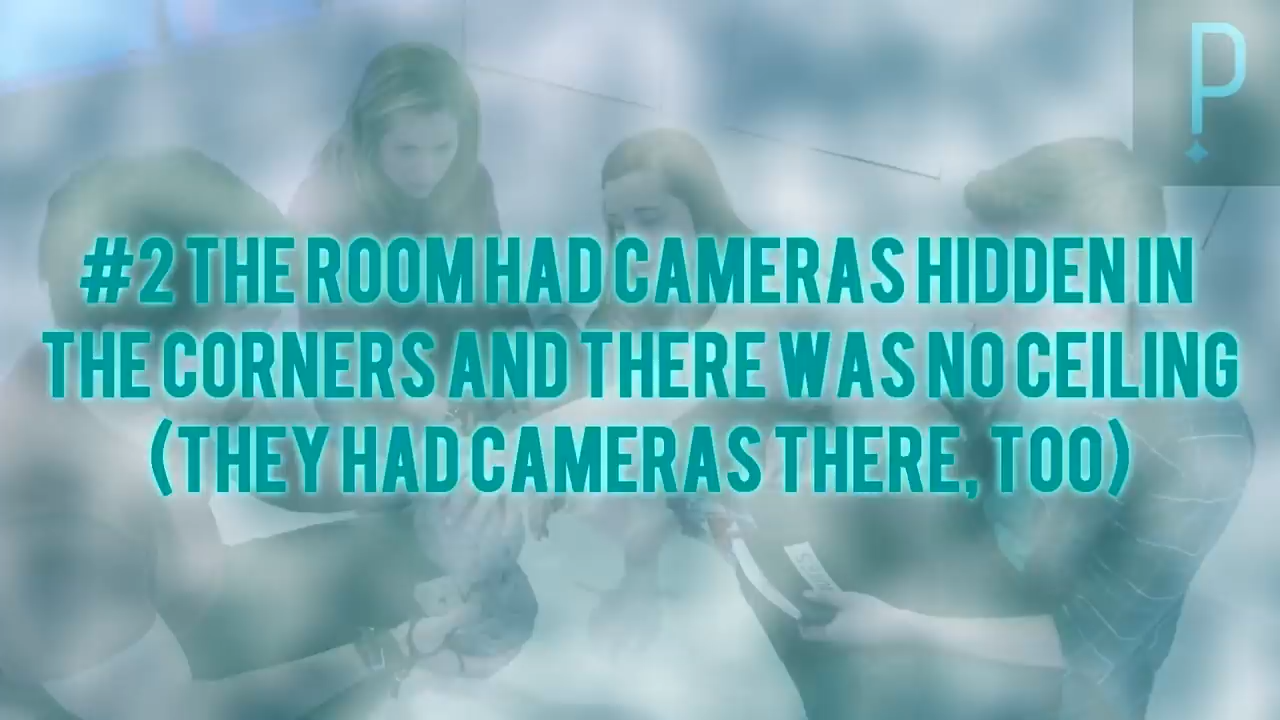 P
#2 THE ROOM HAD CAMERAS HIDDEN IN
THE CORNERS AND THERE WAS NO CEILING
(THEY HAD CAMERAS THERE, TOO)